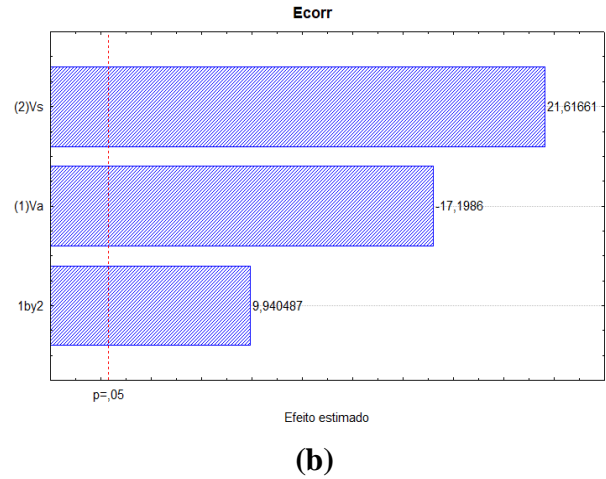 Ecorr
(2)Vs
21,61661
(1)Va
-17,1986
1by2
9,940487
p=,05
Efeito estimado
(b)